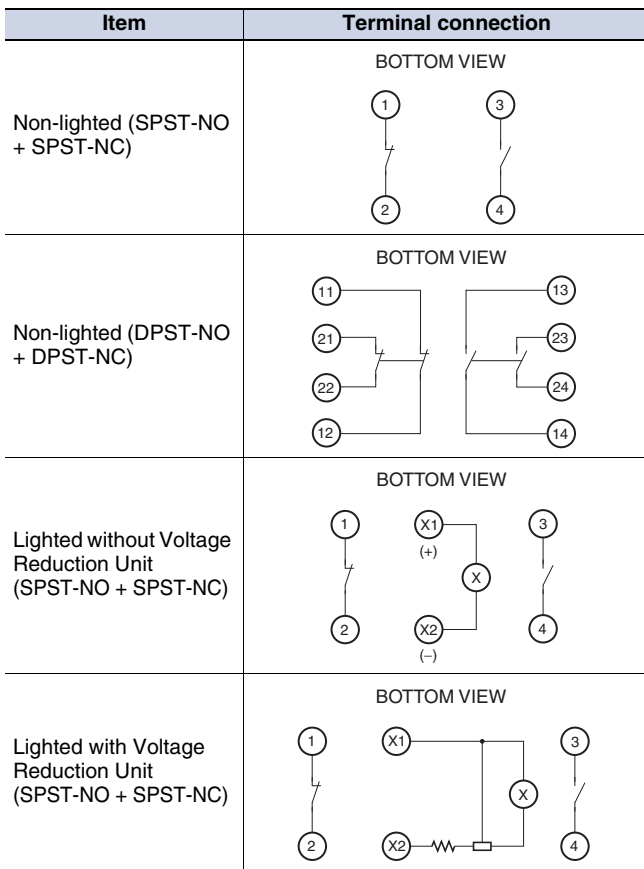 Item
Terminal connection
Non-lighted (SPST-NO
+ SPST-NC)
BOTTOM VIEW
1
3
2
4
Non-lighted (DPST-NO
+ DPST-NC)
BOTTOM VIEW
11
13
21
23
22
24
12
14
Lighted without Voltage
Reduction Unit
(SPST-NO + SPST-NC)
BOTTOM VIEW
1
X1
3
(+)
X
2
X2
4
(−)
Lighted with Voltage
Reduction Unit
(SPST-NO + SPST-NC)
BOTTOM VIEW
1
X1
3
X
2
X2
4